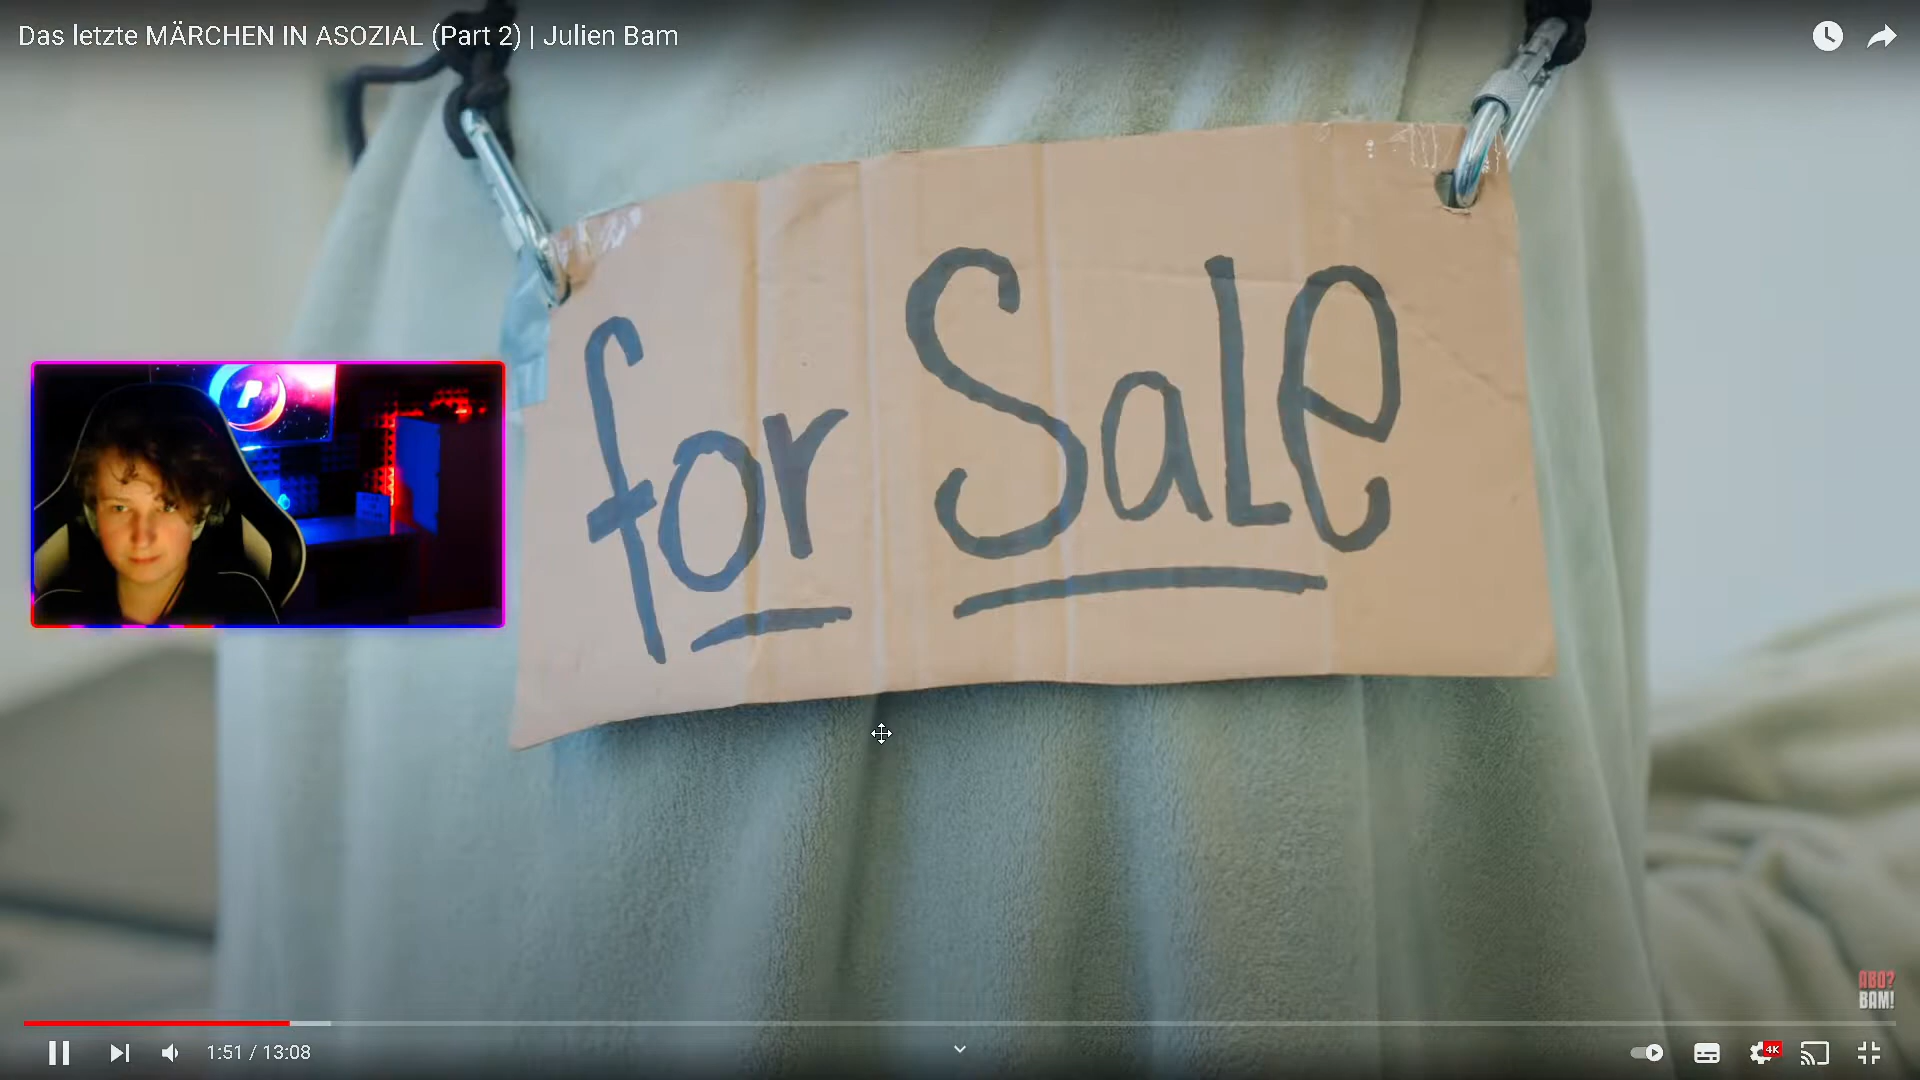 Das letzte MÄRCHEN IN ASOZIAL (Part 2) | Julien Bam
for Sale
P
ABO?
BAM!
1:51 / 13:08
4K